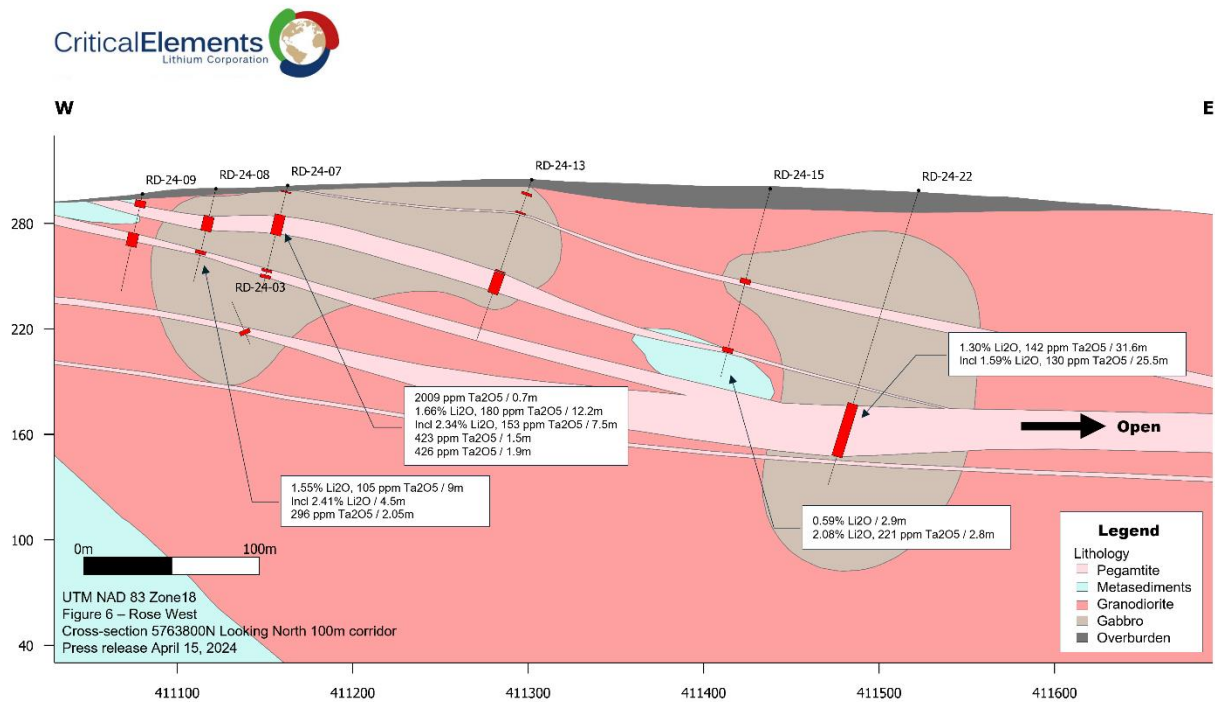 CriticalElements
Lithium Corporation
W
E
RD-24-09
RD-24-08
RD-24-07
RD-24-13
RD-24-15
RD-24-22
RD-24-03
280
220
160
100
40
1.30% Li2O, 142 ppm Ta2O5 / 31.6m
Incl 1.59% Li2O, 130 ppm Ta2O5 / 25.5m
2009 ppm Ta2O5 / 0.7m
1.66% Li2O, 180 ppm Ta2O5 / 12.2m
Incl 2.34% Li2O, 153 ppm Ta2O5 / 7.5m
423 ppm Ta2O5 / 1.5m
426 ppm Ta2O5 / 1.9m
Open
1.55% Li2O, 105 ppm Ta2O5 / 9m
Incl 2.41% Li2O / 4.5m
296 ppm Ta2O5 / 2.05m
0.59% Li2O / 2.9m
2.08% Li2O, 221 ppm Ta2O5 / 2.8m
0m 100m
UTM NAD 83 Zone18
Figure 6 – Rose West
Cross-section 5763800N Looking North 100m corridor
Press release April 15, 2024
Legend
Lithology
Pegamtite
Metasediments
Granodiorite
Gabbro
Overburden
411100 411200 411300 411400 411500 411600